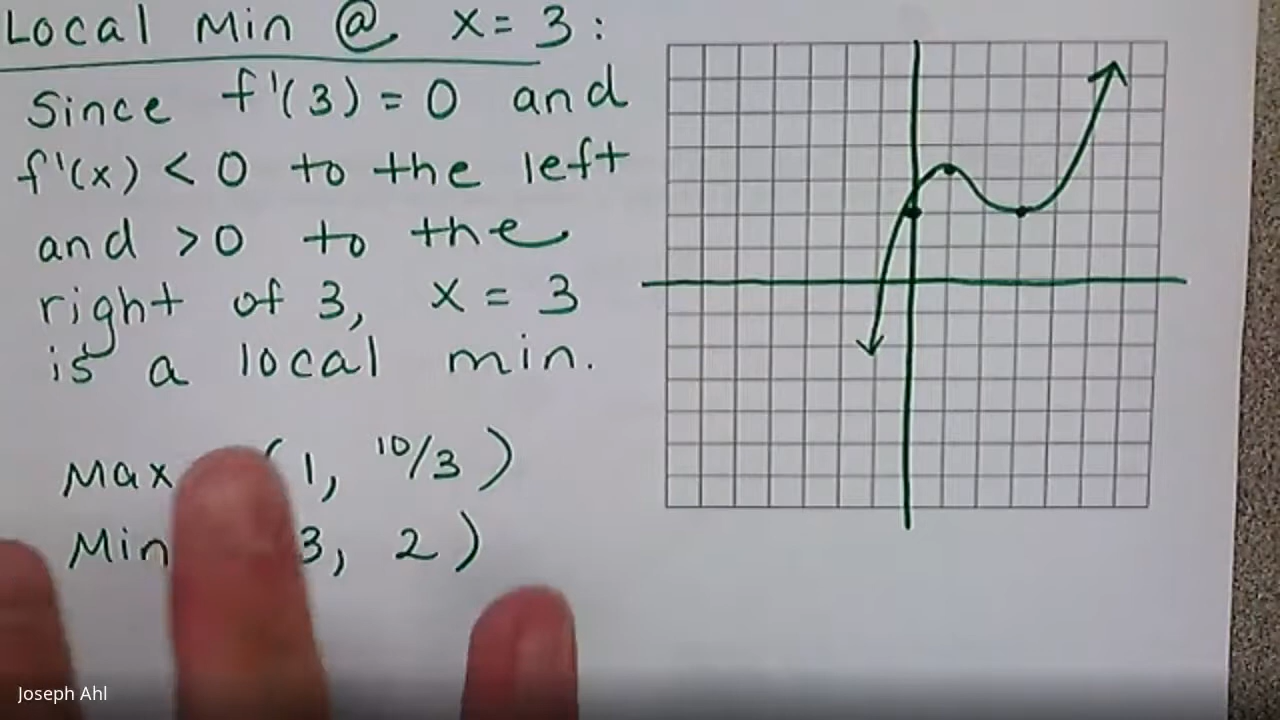 Local Min @ x = 3 :
Since f'(3) = 0 and
f'(x) < 0 to the left
and > 0 to the
right of 3, x = 3
is a local min.
Max (1, 10/3)
Min 3, 2)
Joseph Ahl